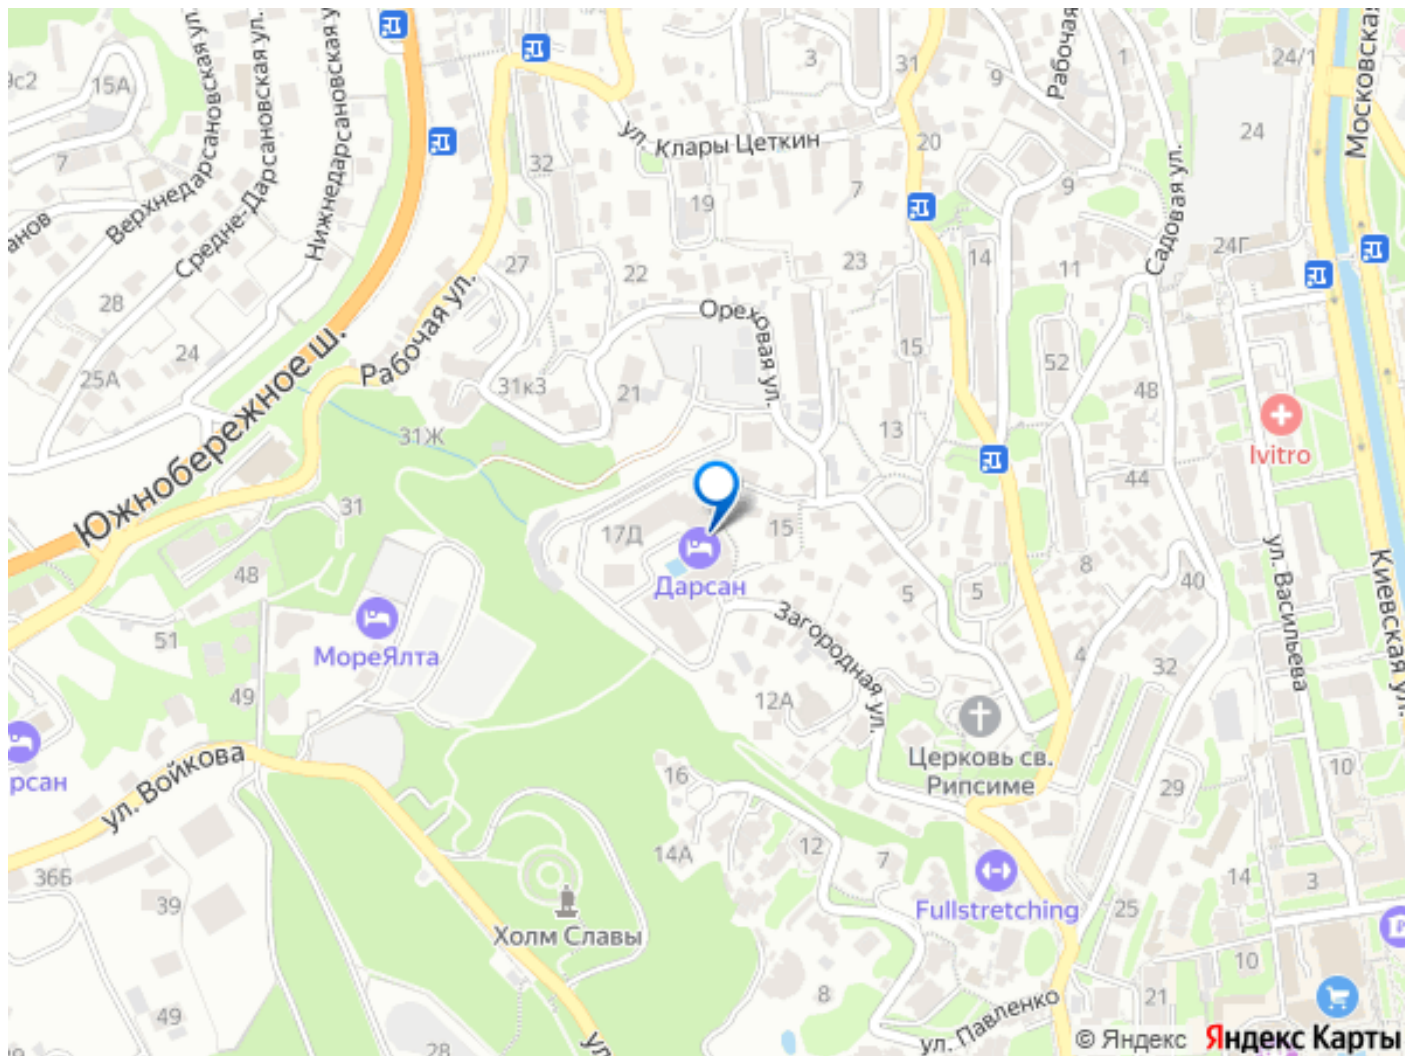 Рабочая
Московская
9с2
15А
Верхнедарсановская ул.
Средне-Дарсановская ул.
Нижнедарсановская ул.
3
31
9
1
24/1
24
ул. Клары Цеткин
20
32
7
7
9
Садовая ул.
19
анов
24Г
27
22
23
14
11
28
Ореховая ул.
Рабочая ул.
Южнобережное ш.
24
25А
15
52
48
31к3
21
13
31Ж
Ivitro
44
31
17Д
15
Дарсан
ул. Васильева
Киевская ул.
48
8
40
5
5
51
МореЯлта
Загородная ул.
4
32
49
12А
рсан
ул. Войкова
Церковь св.
Рипсиме
16
10
29
14А
12
7
36Б
39
Fullstretching
14
3
25
Холм Славы
10
8
21
49
28
ул.
ул. Павленко
© Яндекс Яндекс Карты